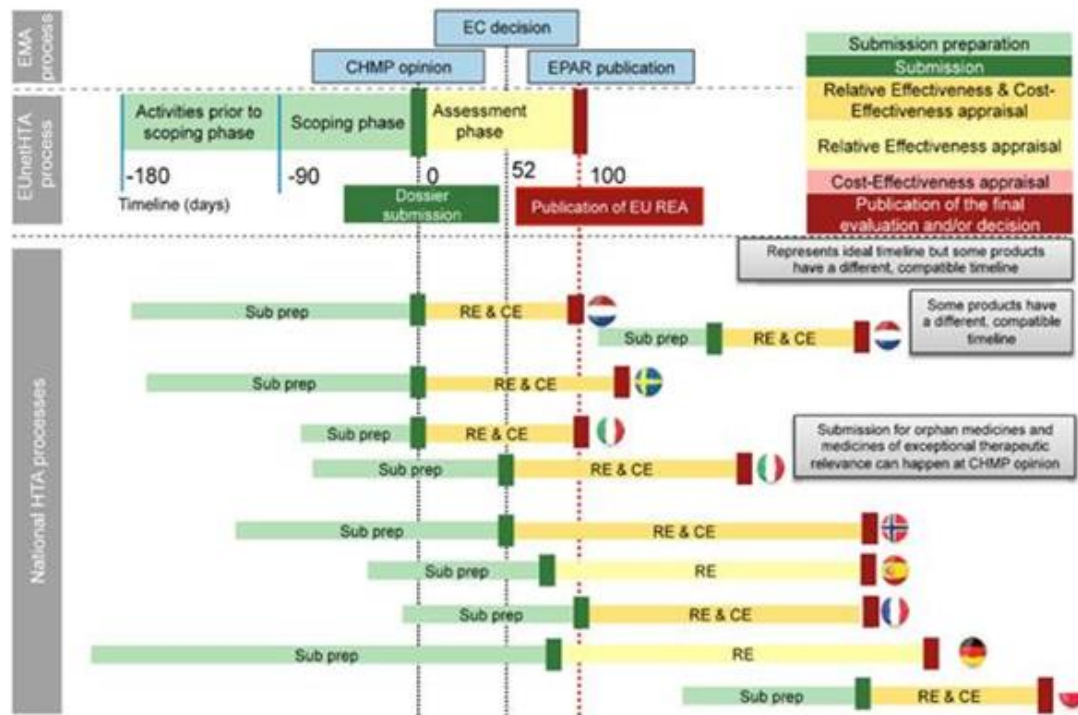 EMA
process
EC decision
CHMP opinion
EPAR publication
Submission preparation
Submission
Relative Effectiveness & Cost-
Effectiveness appraisal
Relative Effectiveness appraisal
Cost-Effectiveness appraisal
Publication of the final
evaluation and/or decision
EUnetHTA
process
Activities prior to
scoping phase
Scoping phase
Assessment
phase
-180
-90
0
52
100
Timeline (days)
Dossier
submission
Publication of EU REA
Represents ideal timeline but some products
have a different, compatible timeline
National HTA processes
Sub prep
RE & CE
Some products have
a different, compatible
timeline
Sub prep
RE & CE
Sub prep
RE & CE
Sub prep
RE & CE
Submission for orphan medicines and
medicines of exceptional therapeutic
relevance can happen at CHMP opinion
Sub prep
RE & CE
Sub prep
RE & CE
Sub prep
RE
Sub prep
RE & CE
Sub prep
RE
Sub prep
RE & CE